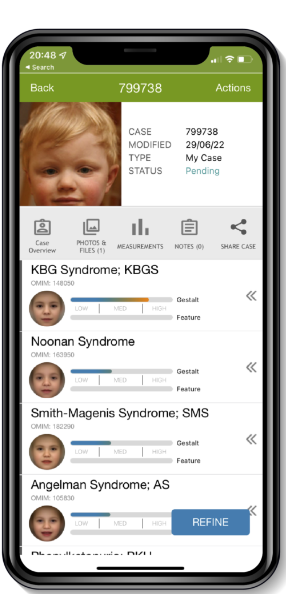 20:48
Search
Back 799738 Actions
CASE 799738
MODIFIED 29/06/22
TYPE My Case
STATUS Pending
Case Overview
PHOTOS & FILES (1)
MEASUREMENTS
NOTES (0)
SHARE CASE
KBG Syndrome; KBGS
OMIM: 148050
Gestalt
LOW MED HIGH
Feature
Noonan Syndrome
OMIM: 163950
Gestalt
LOW MED HIGH
Feature
Smith-Magenis Syndrome; SMS
OMIM: 182290
Gestalt
LOW MED HIGH
Feature
Angelman Syndrome; AS
OMIM: 105830
LOW MED HIGH
REFINE
Phenylketonuria; PKU